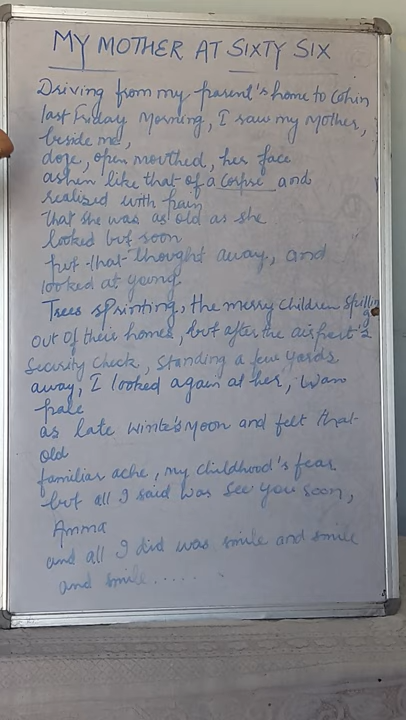 MY MOTHER AT SIXTY SIX
Driving from my parent's home to Cohin
last Friday Morning, I saw my Mother,
beside me,
doze, open mouthed, her face
ashen like that of a corpse and
realised with pain
That she was as old as she
looked but soon
put that thought away, and
looked at young.
Trees sprinting, the merry children spilling
out of their homes, but after the airport's
Security Check, standing a few yards
away, I looked again at her, wan
pale
as late winter's Moon and felt that
old
familiar ache, my childhood's fear.
but all I said was see you soon,
Amma
and all I did was smile and smile
and smile.....